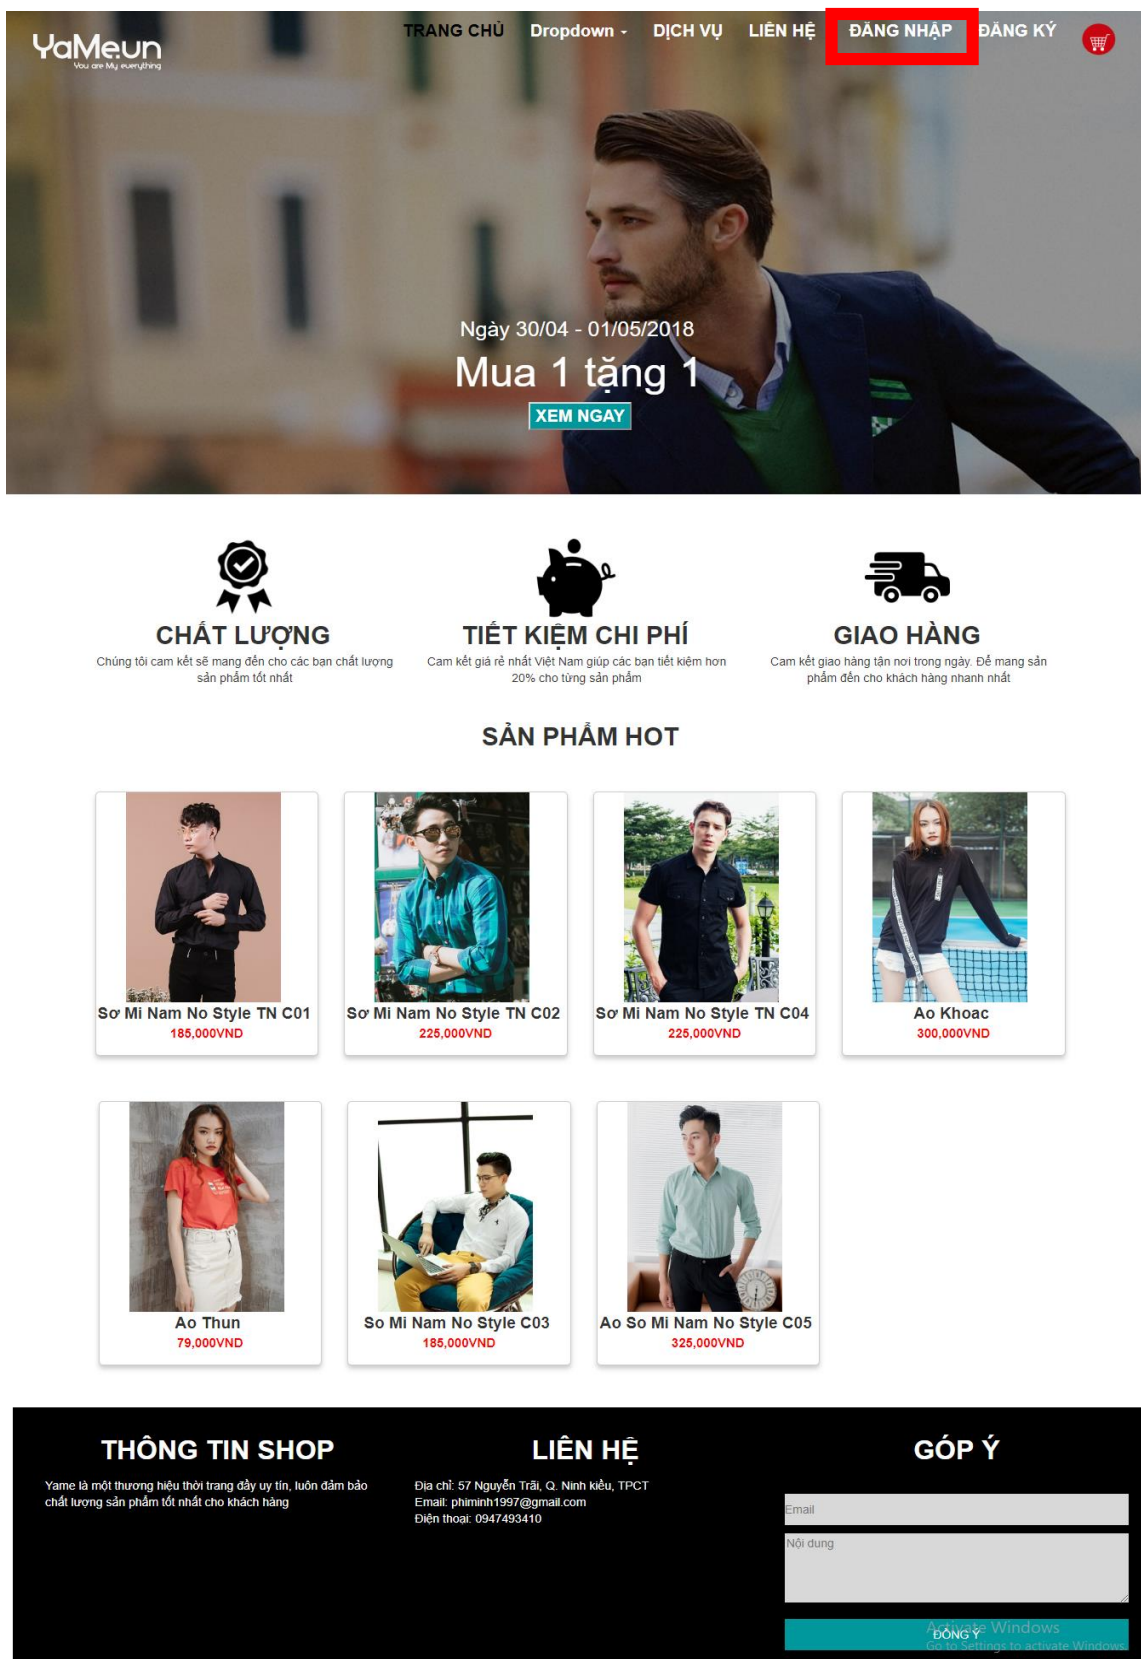 YaMe.vn
You are My everything
TRANG CHỦ Dropdown DỊCH VỤ LIÊN HỆ ĐĂNG NHẬP ĐĂNG KÝ
Ngày 30/04 - 01/05/2018
Mua 1 tặng 1
XEM NGAY
CHẤT LƯỢNG
Chúng tôi cam kết sẽ mang đến cho các bạn chất lượng
sản phẩm tốt nhất
TIẾT KIỆM CHI PHÍ
Cam kết giá rẻ nhất Việt Nam giúp các bạn tiết kiệm hơn
20% cho từng sản phẩm
GIAO HÀNG
Cam kết giao hàng tận nơi trong ngày. Để mang sản
phẩm đến cho khách hàng nhanh nhất
SẢN PHẨM HOT
Sơ Mi Nam No Style TN C01
185,000VND
Sơ Mi Nam No Style TN C02
225,000VND
Sơ Mi Nam No Style TN C04
225,000VND
Ao Khoac
300,000VND
Ao Thun
79,000VND
So Mi Nam No Style C03
185,000VND
Ao So Mi Nam No Style C05
325,000VND
THÔNG TIN SHOP
Yame là một thương hiệu thời trang đầy uy tín, luôn đảm bảo
chất lượng sản phẩm tốt nhất cho khách hàng
LIÊN HỆ
Địa chỉ: 57 Nguyễn Trãi, Q. Ninh kiều, TPCT
Email: phiminh1997@gmail.com
Điện thoại: 0947493410
GÓP Ý
Email
Nội dung
ĐỒNG Ý
Activate Windows
Go to Settings to activate Windows.